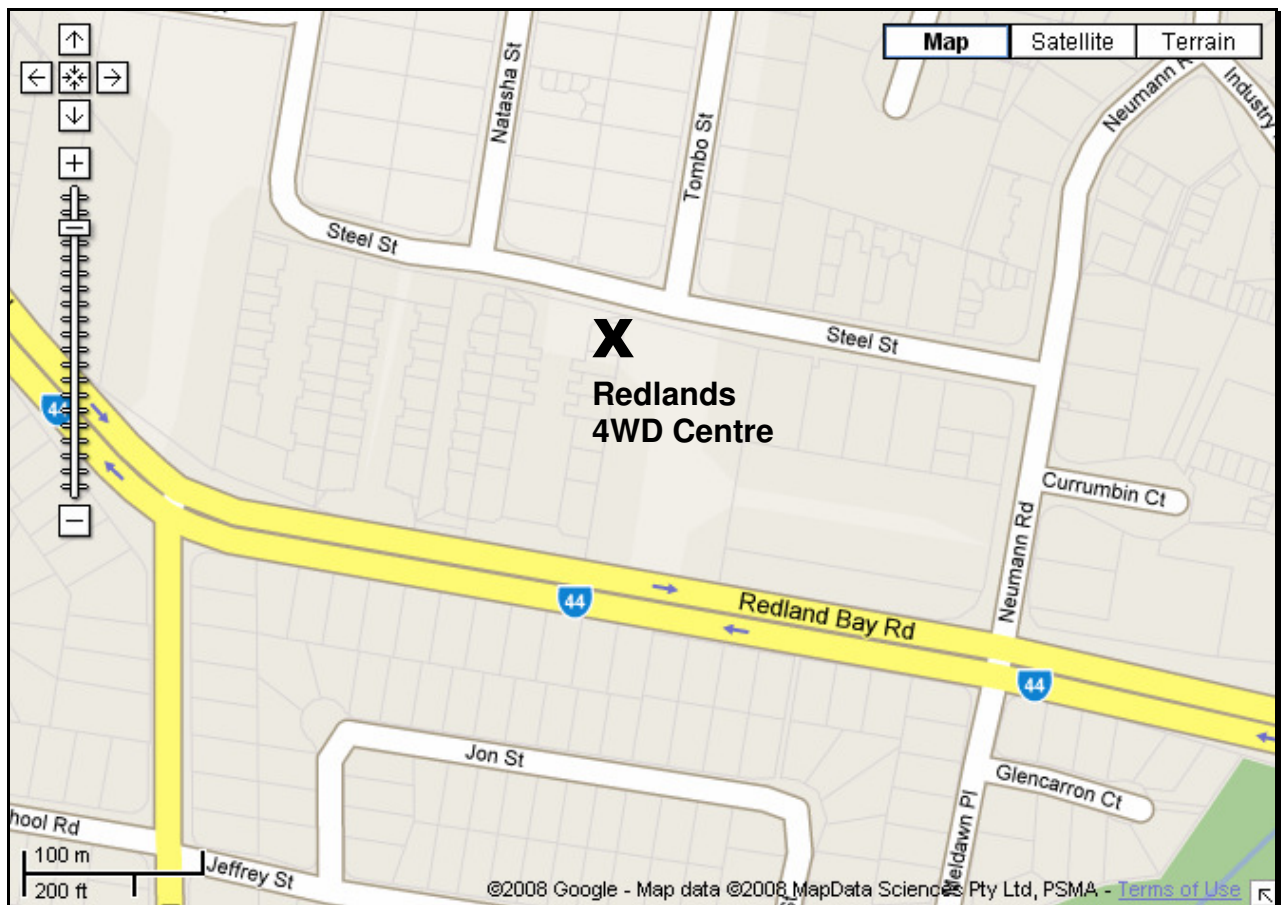 Map
Satellite
Terrain
Natasha St
Tombo St
Neumann R
Industry
Steel St
Steel St
X
Redlands
4WD Centre
44
Currumbin Ct
Neumann Rd
44
Redland Bay Rd
44
Jon St
Glencarron Ct
Meldawn Pl
hool Rd
Jeffrey St
100 m
200 ft
©2008 Google - Map data ©2008 MapData Sciences Pty Ltd, PSMA - Terms of Use